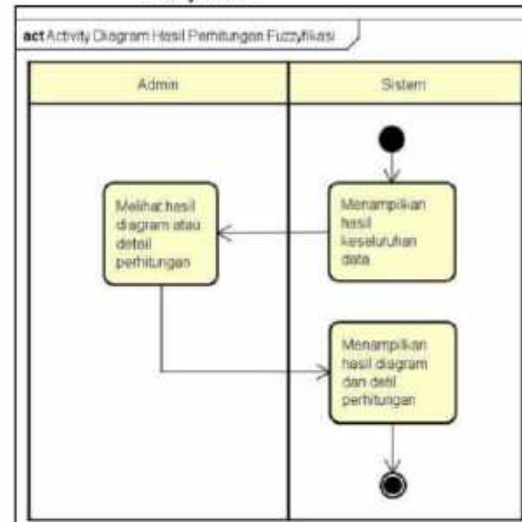 act Activity Diagram Hasil Perhitungan Fuzzyfikasi
Admin
Sistem
Menampilkan
hasil
keseluruhan
data
Melihat hasil
diagram atau
detail
perhitungan
Menampilkan
hasil diagram
dan detil
perhitungan